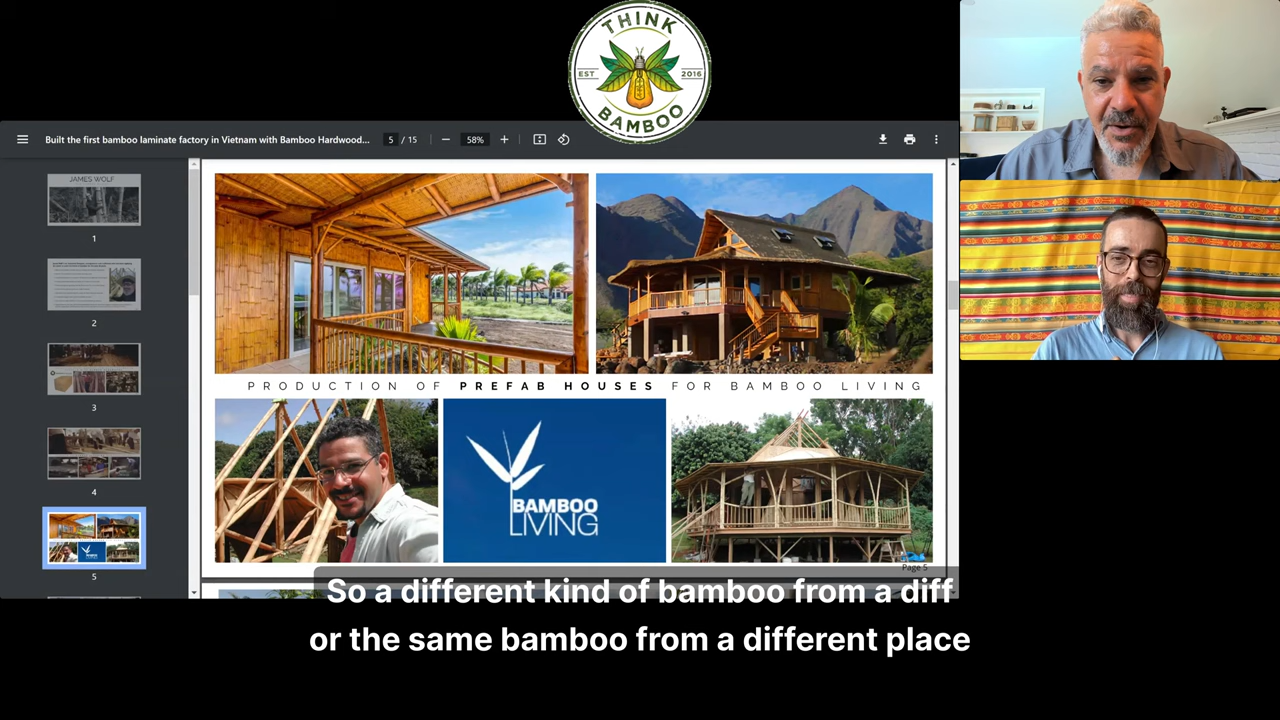 THINK
EST 2016
BAMBOO
Built the first bamboo laminate factory in Vietnam with Bamboo Hardwood...
5 / 15
58%
JAMES WOLF
1
2
3
4
5
PRODUCTION OF PREFAB HOUSES FOR BAMBOO LIVING
BAMBOO
LIVING
Page 5
So a different kind of bamboo from a diff
or the same bamboo from a different place